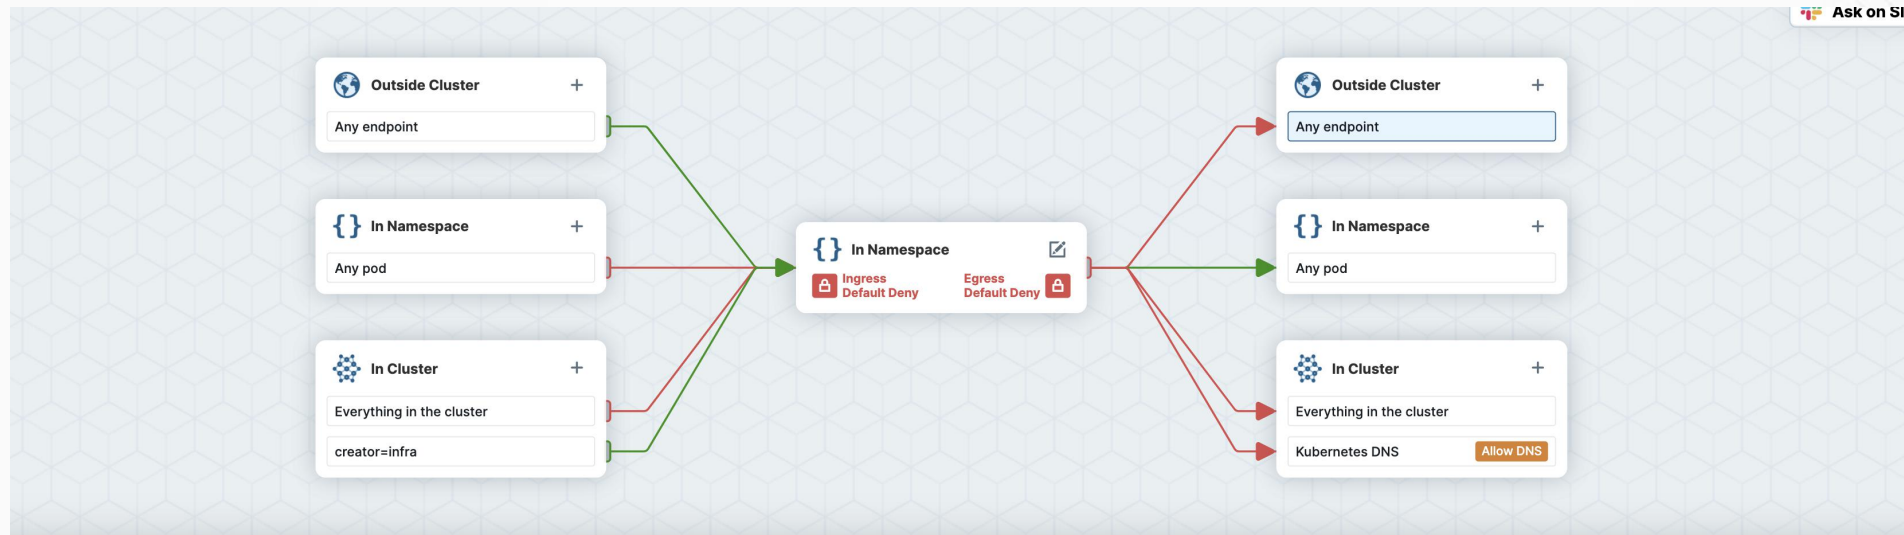 Ask on Sl
Outside Cluster
Any endpoint
In Namespace
Any pod
In Cluster
Everything in the cluster
creator=infra
In Namespace
Ingress
Default Deny
Egress
Default Deny
Outside Cluster
Any endpoint
In Namespace
Any pod
In Cluster
Everything in the cluster
Kubernetes DNS
Allow DNS